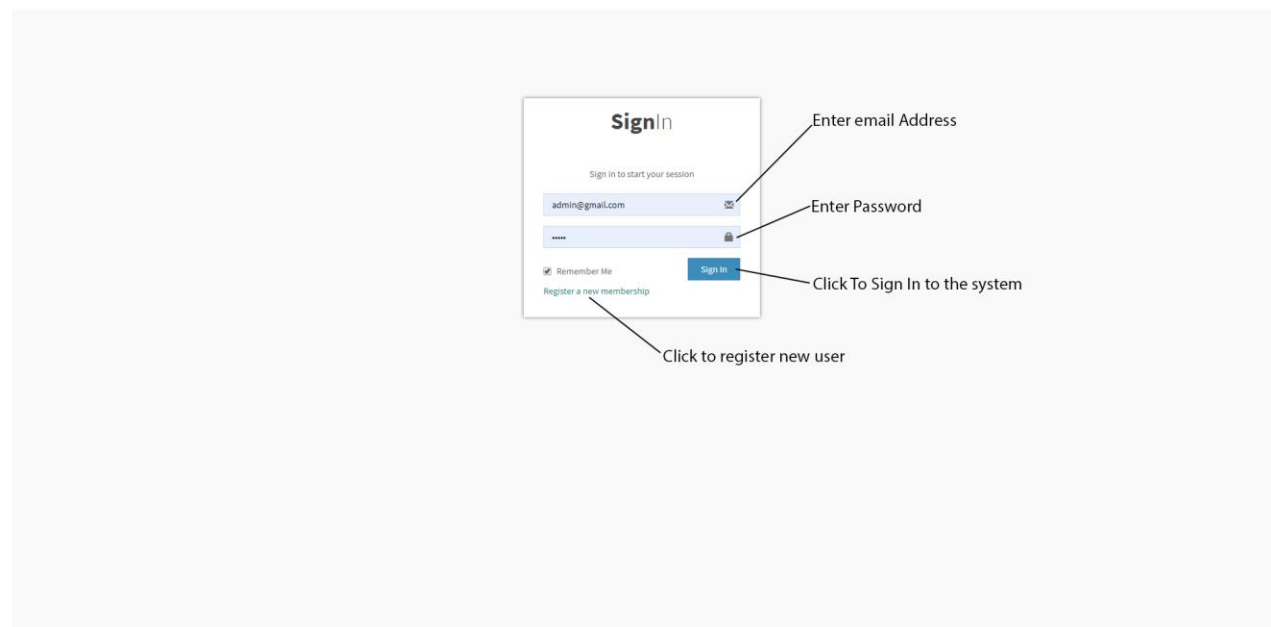 SignIn
Enter email Address
Sign in to start your session
admin@gmail.com
Enter Password
•••••
Remember Me
Sign In
Click To Sign In to the system
Register a new membership
Click to register new user